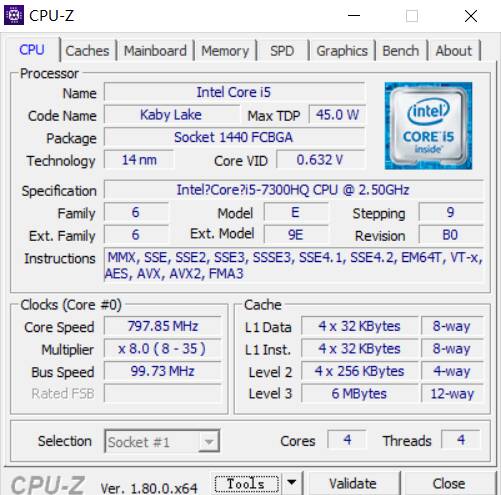 CPU-Z
CPU Caches Mainboard Memory SPD Graphics Bench About
Processor
Name Intel Core i5
Code Name Kaby Lake Max TDP 45.0 W
Package Socket 1440 FCBGA
Technology 14 nm Core VID 0.632 V
(intel)
CORE i5
inside™
Specification Intel?Core?i5-7300HQ CPU @ 2.50GHz
Family 6 Model E Stepping 9
Ext. Family 6 Ext. Model 9E Revision B0
Instructions MMX, SSE, SSE2, SSE3, SSSE3, SSE4.1, SSE4.2, EM64T, VT-x,
AES, AVX, AVX2, FMA3
Clocks (Core #0)
Core Speed 797.85 MHz
Multiplier x 8.0 ( 8 - 35 )
Bus Speed 99.73 MHz
Rated FSB
Cache
L1 Data 4 x 32 KBytes 8-way
L1 Inst. 4 x 32 KBytes 8-way
Level 2 4 x 256 KBytes 4-way
Level 3 6 MBytes 12-way
Selection Socket #1 Cores 4 Threads 4
CPU-Z Ver. 1.80.0.x64 Tools Validate Close